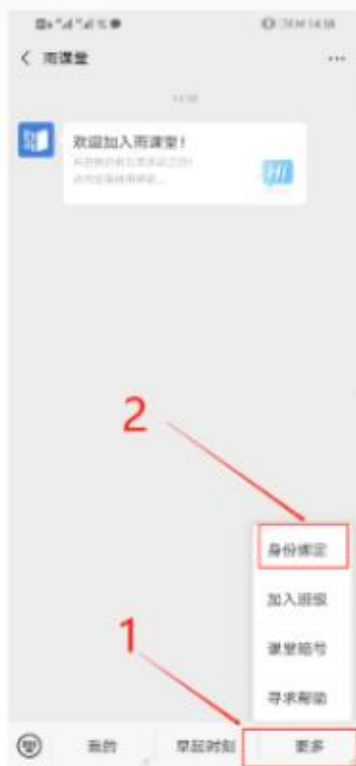 雨课堂
欢迎加入雨课堂！
Hi
2
身份绑定
加入班级
课堂暗号
寻求帮助
1
我的
早起时刻
更多